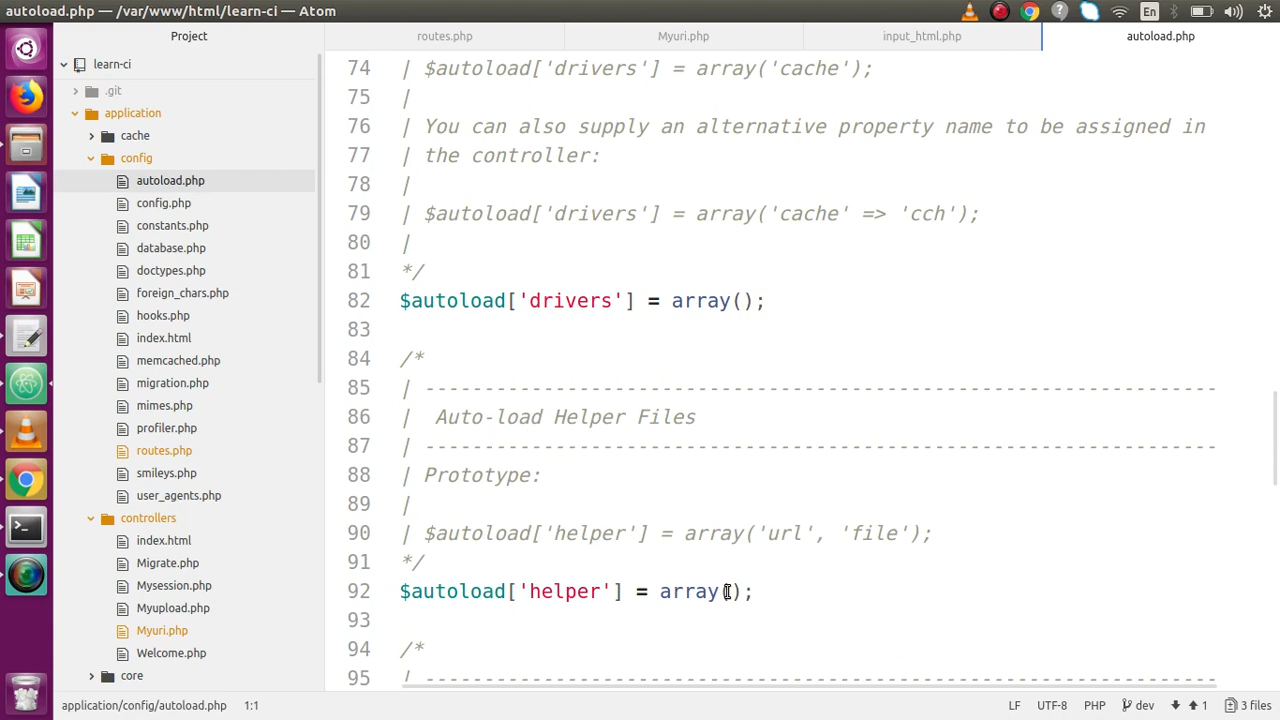 autoload.php — /var/www/html/learn-ci — Atom
En
Project
routes.php
Myuri.php
input_html.php
autoload.php
learn-ci
.git
application
cache
config
autoload.php
config.php
constants.php
database.php
doctypes.php
foreign_chars.php
hooks.php
index.html
memcached.php
migration.php
mimes.php
profiler.php
routes.php
smileys.php
user_agents.php
controllers
index.html
Migrate.php
Mysession.php
Myupload.php
Myuri.php
Welcome.php
core
74 | $autoload['drivers'] = array('cache');
75 |
76 | You can also supply an alternative property name to be assigned in
77 | the controller:
78 |
79 | $autoload['drivers'] = array('cache' => 'cch');
80 |
81 */
82 $autoload['drivers'] = array();
83
84 /*
85 | -------------------------------------------------------------------
86 |  Auto-load Helper Files
87 | -------------------------------------------------------------------
88 | Prototype:
89 |
90 | $autoload['helper'] = array('url', 'file');
91 */
92 $autoload['helper'] = array();
93
94 /*
95 | -------------------------------------------------------------------
application/config/autoload.php 1:1
LF UTF-8 PHP dev 1 3 files